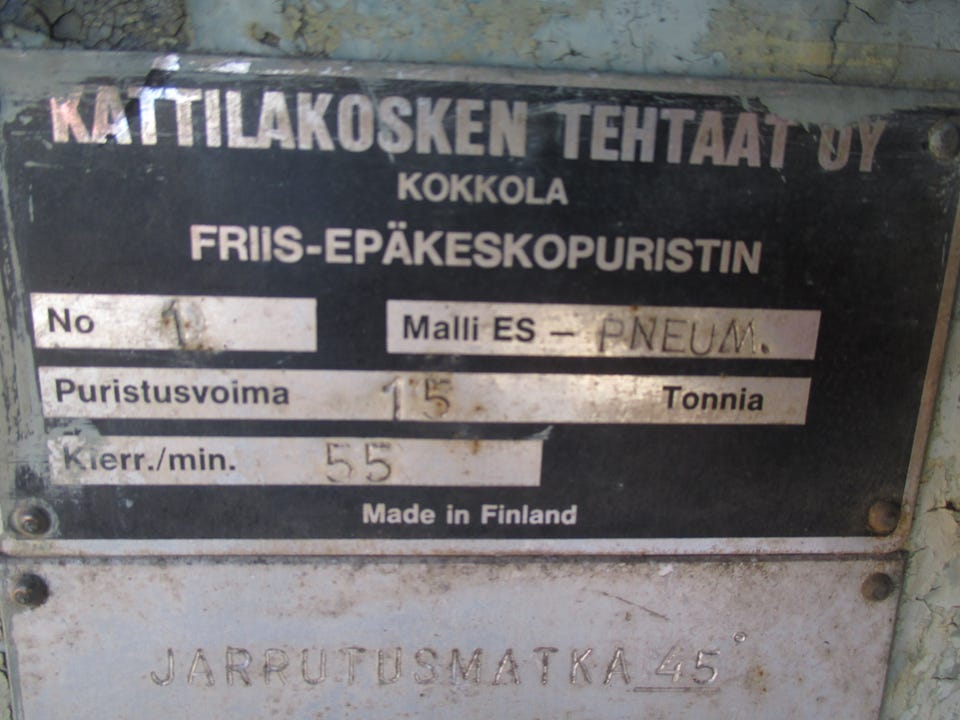 KATTILAKOSKEN TEHTAAT OY
KOKKOLA
FRIIS-EPÄKESKOPURISTIN
No 1 Malli ES - PNEUM.
Puristusvoima 15 Tonnia
Kierr./min. 55
Made in Finland
JARRUTUSMATKA 45°